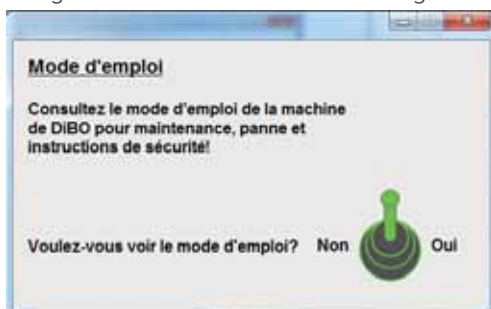 Mode d'emploi
Consultez le mode d'emploi de la machine
de DiBO pour maintenance, panne et
instructions de sécurité!
Voulez-vous voir le mode d'emploi? Non Oui